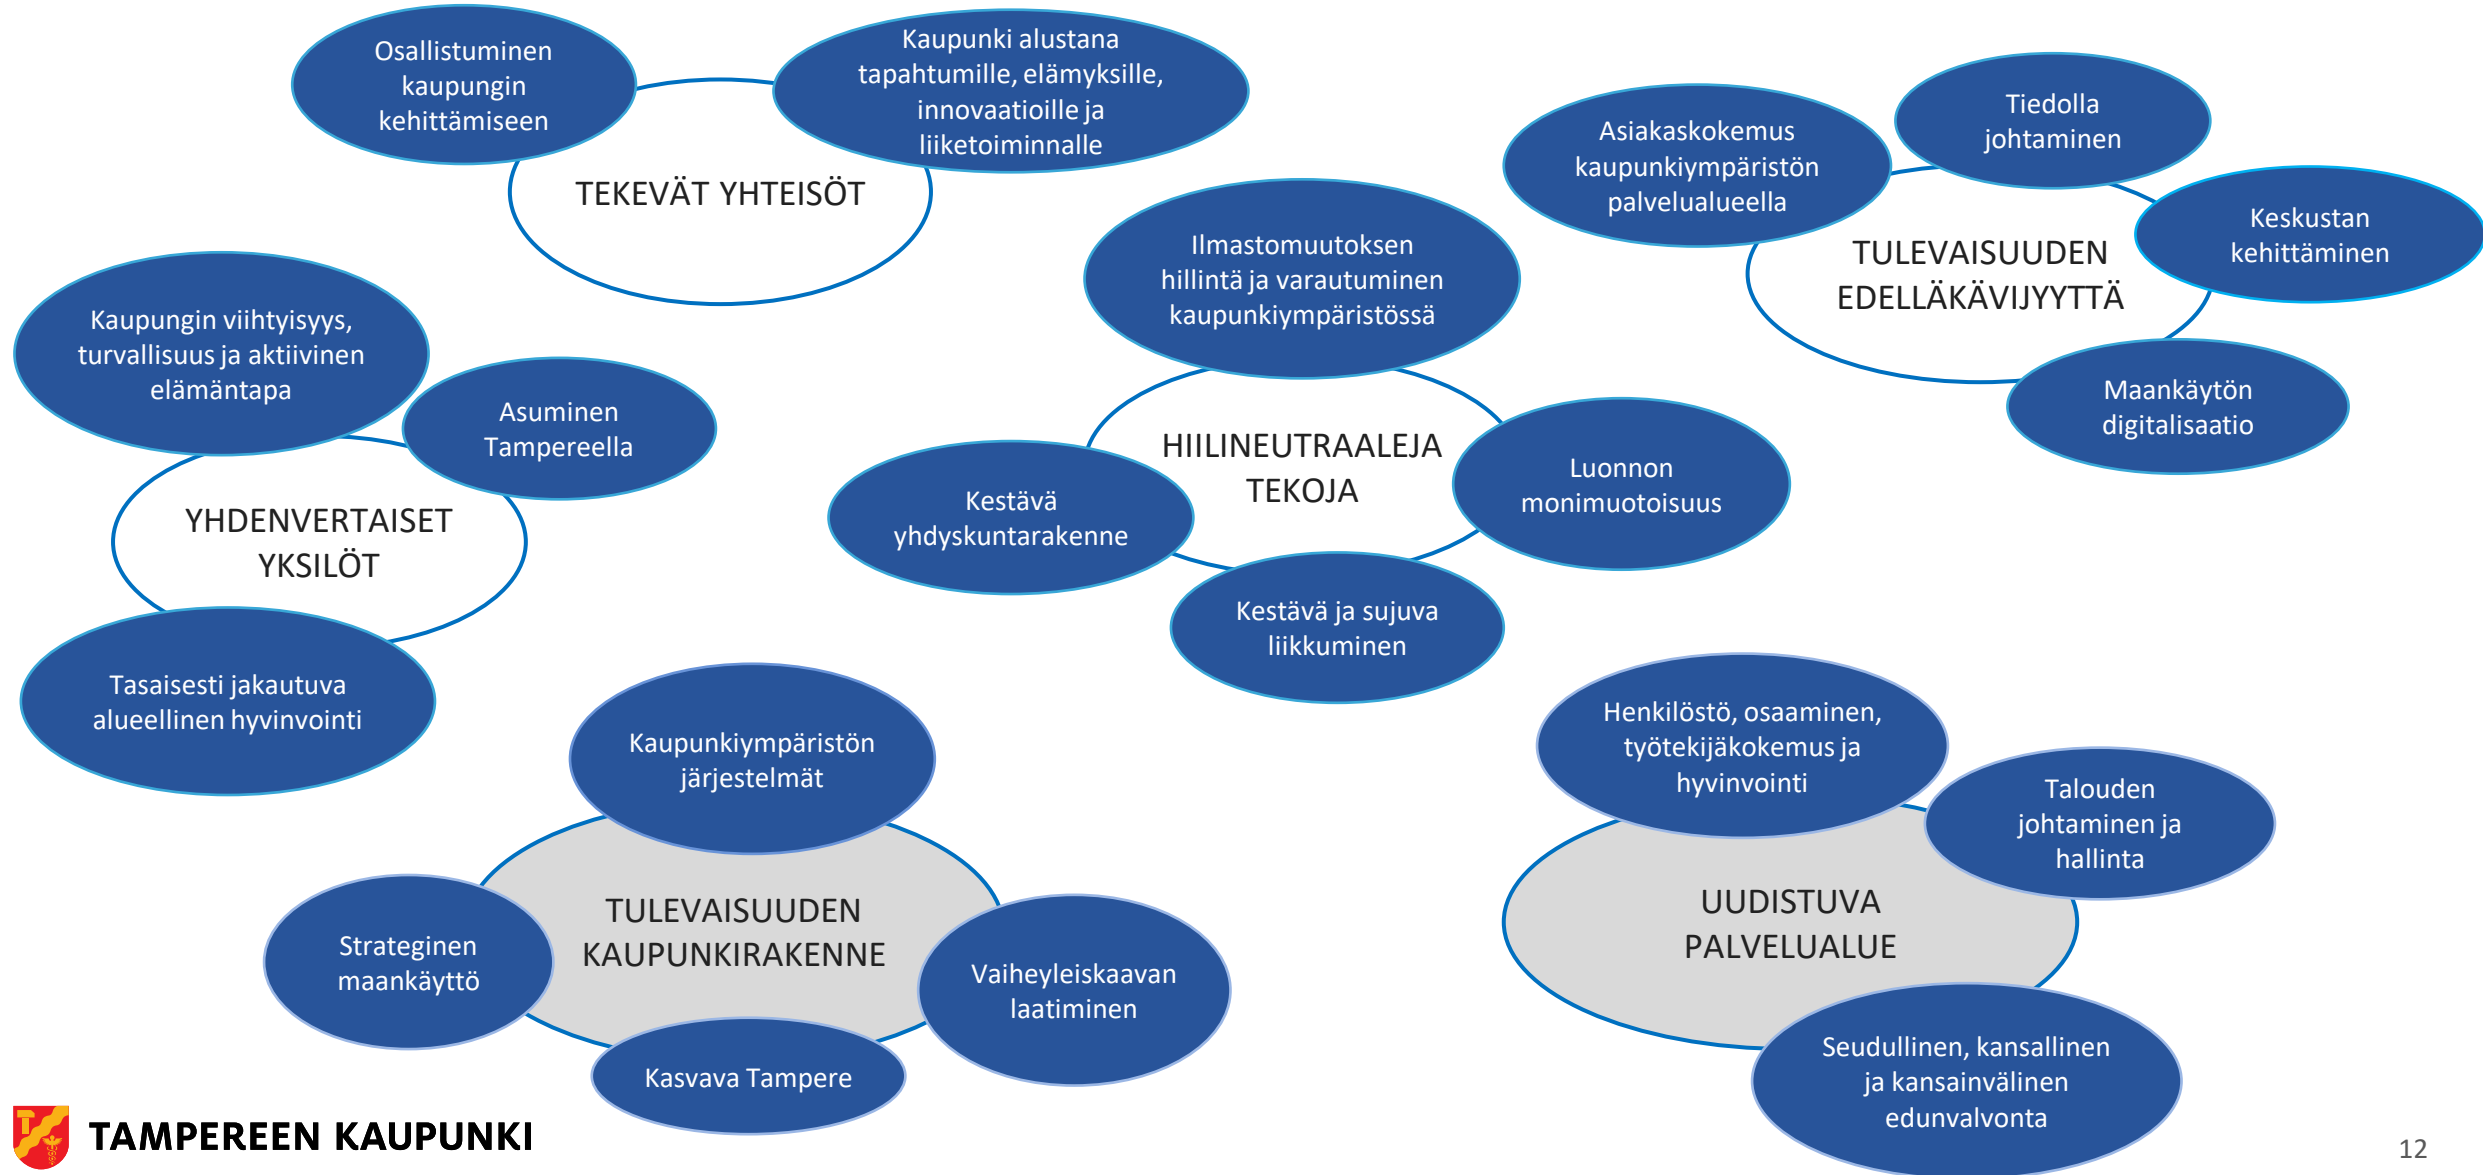 Osallistuminen
kaupungin
kehittämiseen
Kaupunki alustana
tapahtumille, elämyksille,
innovaatioille ja
liiketoiminnalle
TEKEVÄT YHTEISÖT
Asiakaskokemus
kaupunkiympäristön
palvelualueella
Tiedolla
johtaminen
Keskustan
kehittäminen
TULEVAISUUDEN
EDELLÄKÄVIJYYTTÄ
Maankäytön
digitalisaatio
Ilmastomuutoksen
hillintä ja varautuminen
kaupunkiympäristössä
HIILINEUTRAALEJA
TEKOJA
Luonnon
monimuotoisuus
Kestävä
yhdyskuntarakenne
Kestävä ja sujuva
liikkuminen
Kaupungin viihtyisyys,
turvallisuus ja aktiivinen
elämäntapa
Asuminen
Tampereella
YHDENVERTAISET
YKSILÖT
Tasaisesti jakautuva
alueellinen hyvinvointi
Kaupunkiympäristön
järjestelmät
TULEVAISUUDEN
KAUPUNKIRAKENNE
Strateginen
maankäyttö
Vaiheyleiskaavan
laatiminen
Kasvava Tampere
Henkilöstö, osaaminen,
työtekijäkokemus ja
hyvinvointi
Talouden
johtaminen ja
hallinta
UUDISTUVA
PALVELUALUE
Seudullinen, kansallinen
ja kansainvälinen
edunvalvonta
TAMPEREEN KAUPUNKI
12